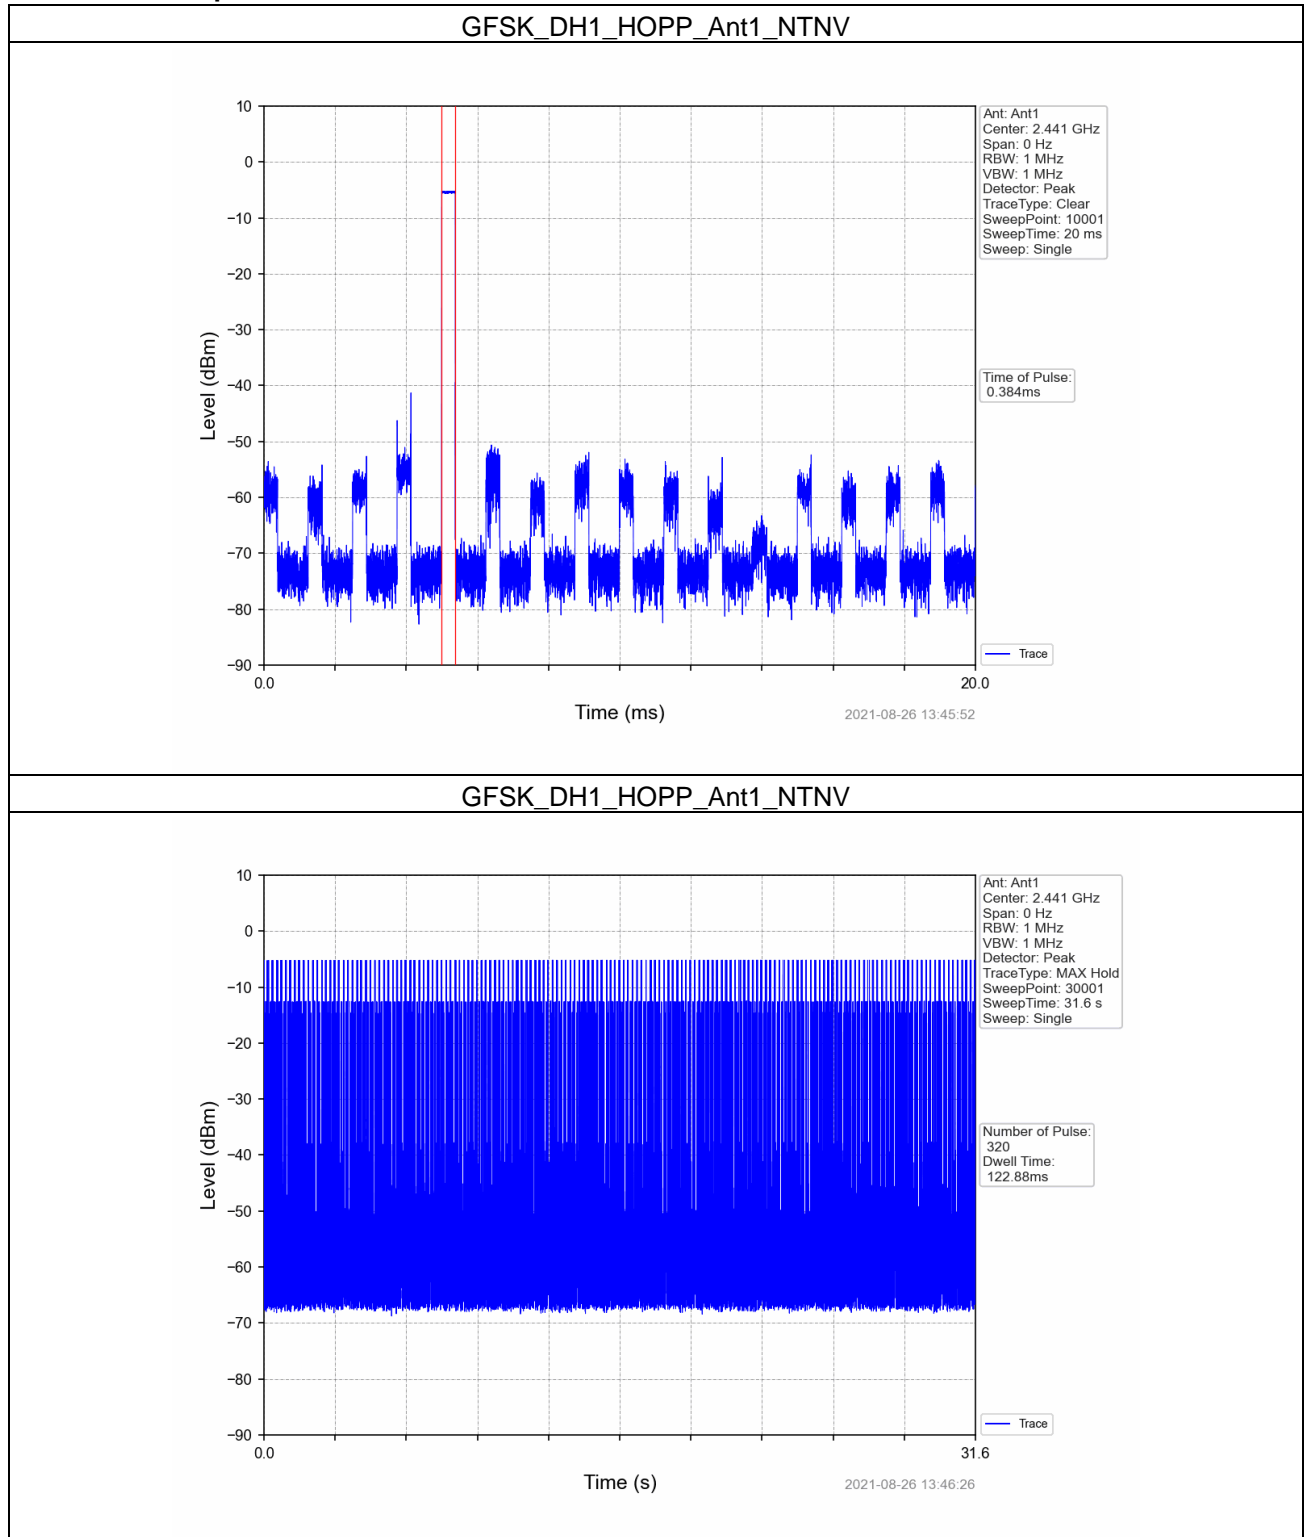 GFSK_DH1_HOPP_Ant1_NTNV
10
0
−10
−20
−30
−40
−50
−60
−70
−80
−90
Level (dBm)
0.0
20.0
Time (ms)
2021-08-26 13:45:52
Ant: Ant1
Center: 2.441 GHz
Span: 0 Hz
RBW: 1 MHz
VBW: 1 MHz
Detector: Peak
TraceType: Clear
SweepPoint: 10001
SweepTime: 20 ms
Sweep: Single
Time of Pulse:
0.384ms
Trace
GFSK_DH1_HOPP_Ant1_NTNV
10
0
−10
−20
−30
−40
−50
−60
−70
−80
−90
Level (dBm)
0.0
31.6
Time (s)
2021-08-26 13:46:26
Ant: Ant1
Center: 2.441 GHz
Span: 0 Hz
RBW: 1 MHz
VBW: 1 MHz
Detector: Peak
TraceType: MAX Hold
SweepPoint: 30001
SweepTime: 31.6 s
Sweep: Single
Number of Pulse:
320
Dwell Time:
122.88ms
Trace